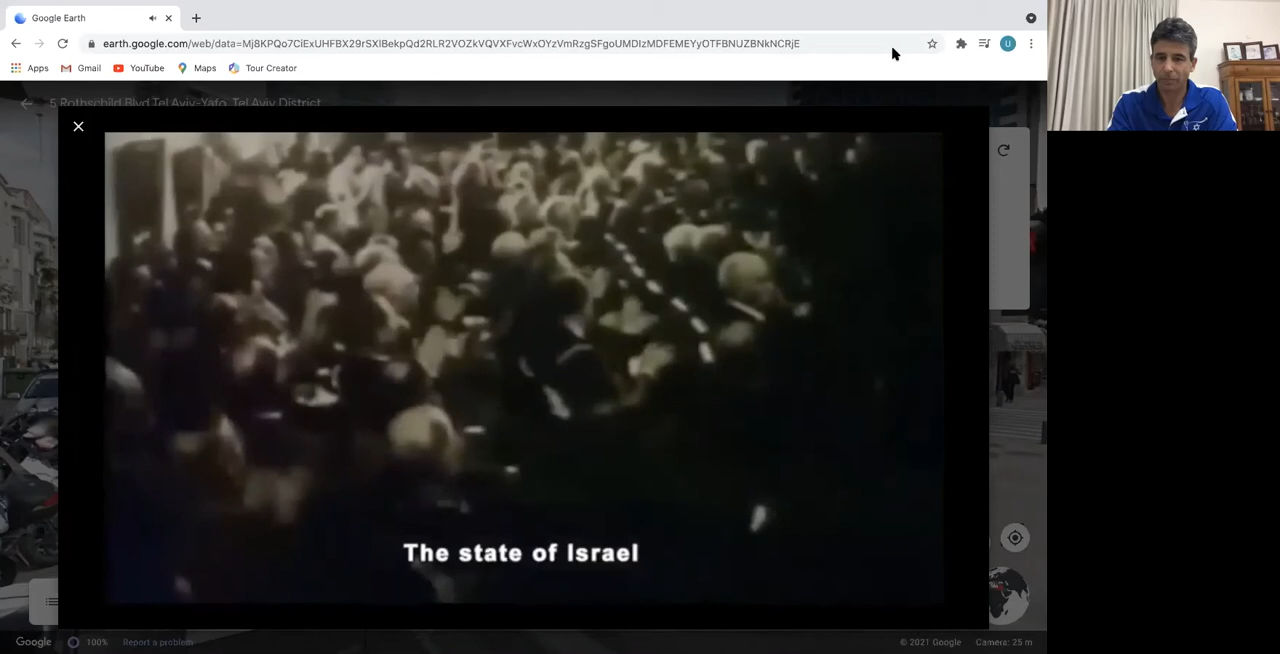 Google Earth
earth.google.com/web/data=Mj8KPQo7CiExUHFBX29rSXlBekpQd2RLR2VOZkVQVXFvcWxOYzVmRzgSFgoUMDIzMDFEMEYyOTFBNUZBNkNCRjE
U
Apps Gmail YouTube Maps Tour Creator
5 Rothschild Blvd Tel Aviv-Yafo, Tel Aviv District
The state of Israel
Google 100% Report a problem © 2021 Google Camera: 25 m